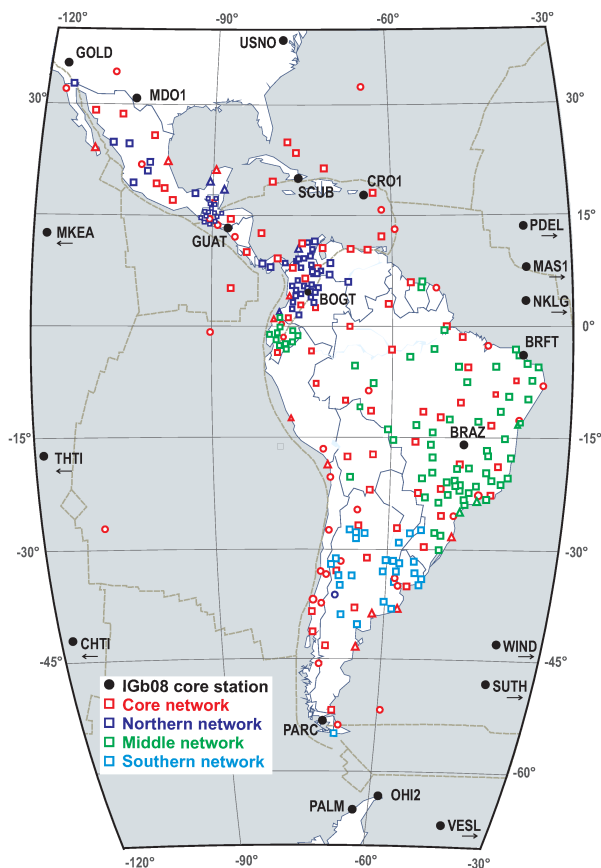 -120° -90° -60° -30°
GOLD
USNO
MDO1
30° 30°
SCUB
CRO1
15° 15°
MKEA
GUAT
PDEL
MAS1
BOGT
NKLG
0° 0°
BRFT
BRAZ
-15° -15°
THTI
-30° -30°
CHTI
WIND
-45° -45°
SUTH
IGb08 core station
Core network
Northern network
Middle network
Southern network
PARC
-60°
PALM
OHI2
VESL
-120° -90° -60° -30°